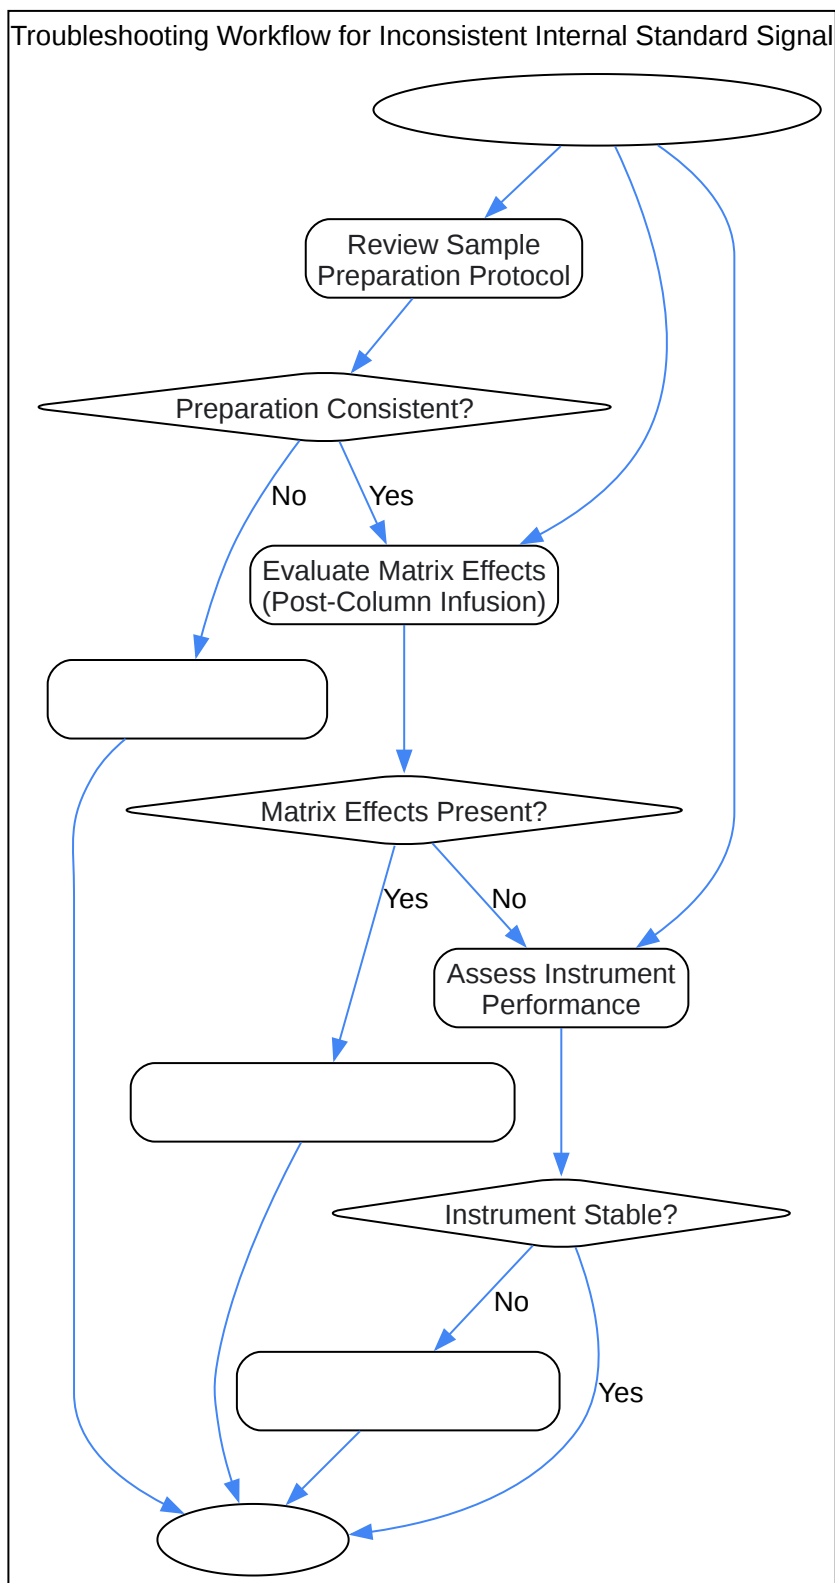 Troubleshooting Workflow for Inconsistent Internal Standard Signal
Review Sample
Preparation Protocol
Preparation Consistent?
No
Yes
Evaluate Matrix Effects
(Post-Column Infusion)
Matrix Effects Present?
Yes
No
Assess Instrument
Performance
Instrument Stable?
No
Yes